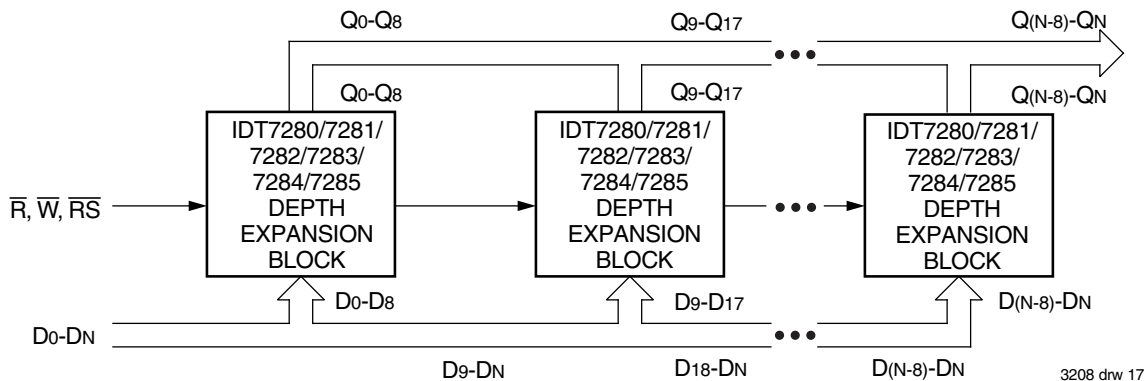 Q0-Q8
Q9-Q17
Q(N-8)-QN
Q0-Q8
Q9-Q17
Q(N-8)-QN
IDT7280/7281/
7282/7283/
7284/7285
DEPTH
EXPANSION
BLOCK
IDT7280/7281/
7282/7283/
7284/7285
DEPTH
EXPANSION
BLOCK
IDT7280/7281/
7282/7283/
7284/7285
DEPTH
EXPANSION
BLOCK
R̅, W̅, R̅S̅
D0-D8
D9-D17
D(N-8)-DN
D0-DN
D9-DN
D18-DN
D(N-8)-DN
3208 drw 17